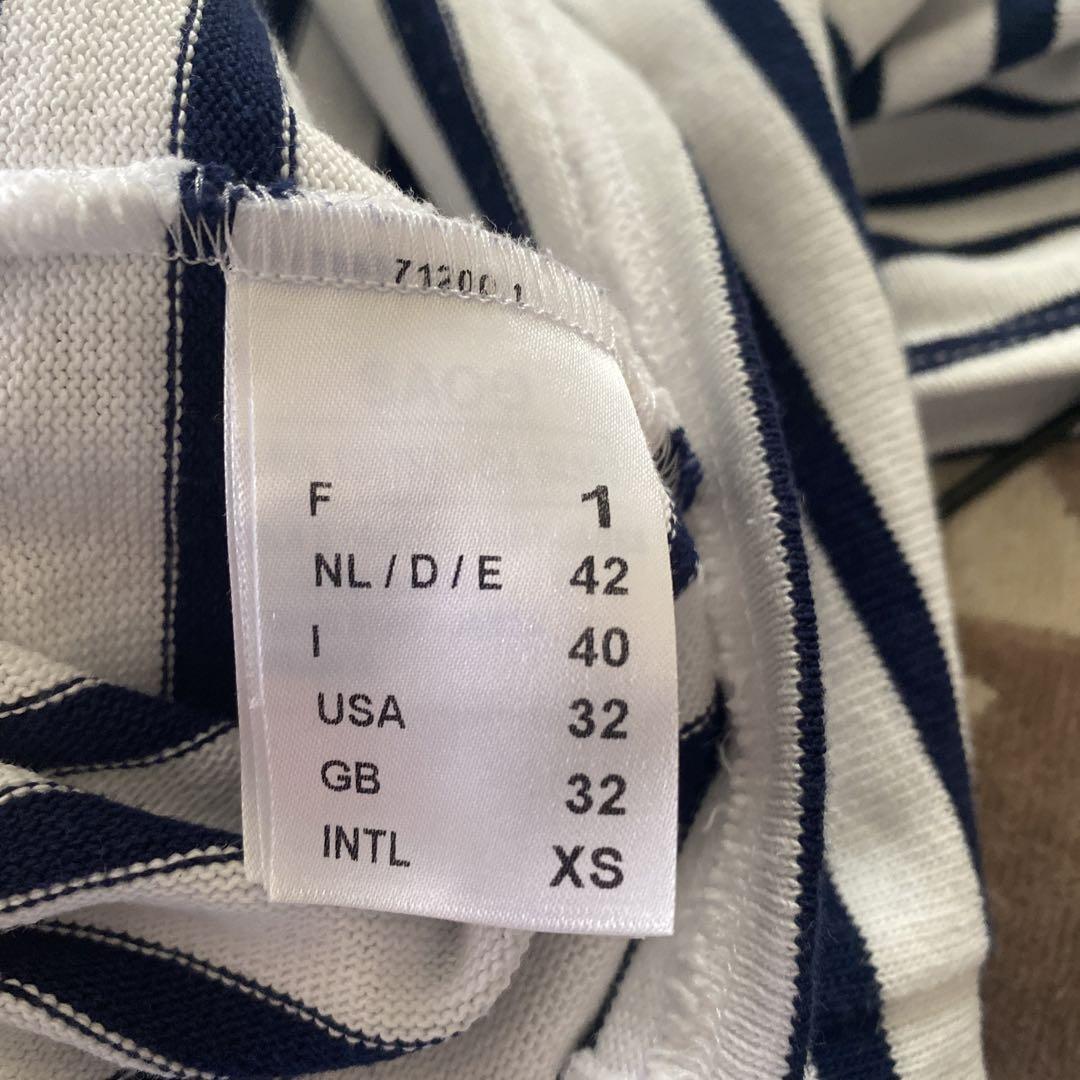 F 1
NL / D / E 42
I 40
USA 32
GB 32
INTL XS